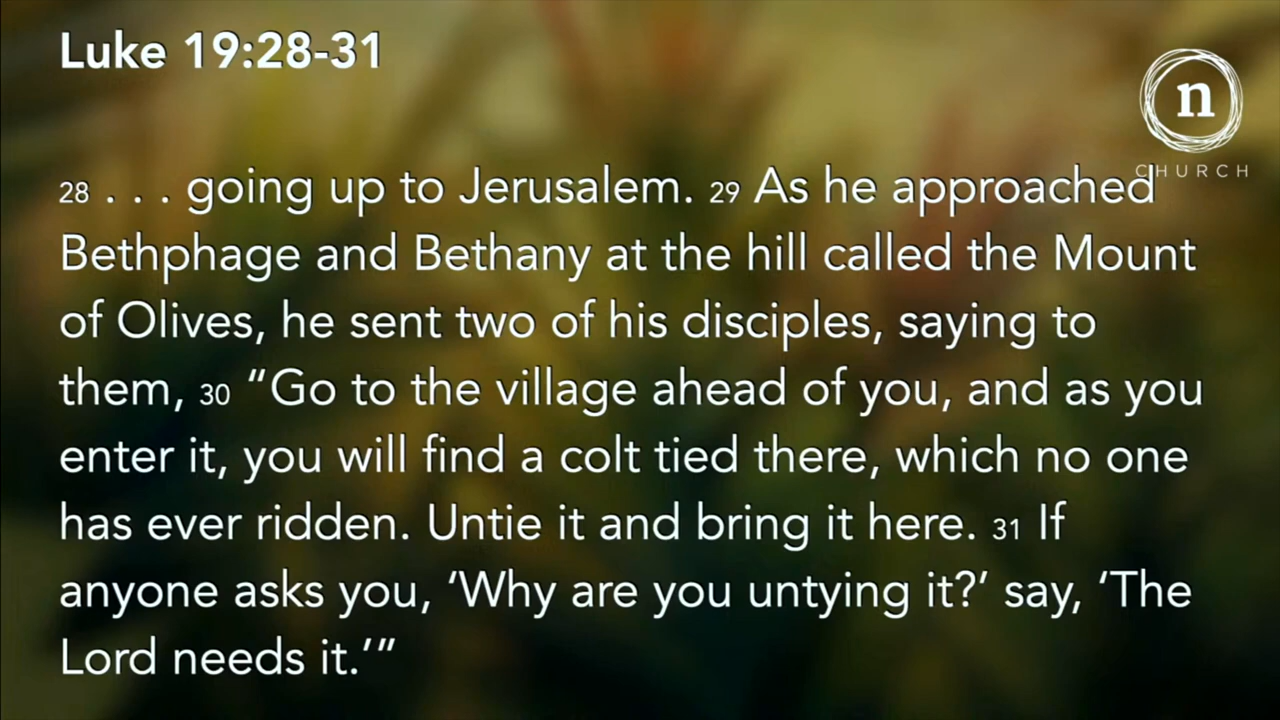 Luke 19:28-31
n
CHURCH
28 . . . going up to Jerusalem. 29 As he approached
Bethphage and Bethany at the hill called the Mount
of Olives, he sent two of his disciples, saying to
them, 30 “Go to the village ahead of you, and as you
enter it, you will find a colt tied there, which no one
has ever ridden. Untie it and bring it here. 31 If
anyone asks you, ‘Why are you untying it?’ say, ‘The
Lord needs it.’”